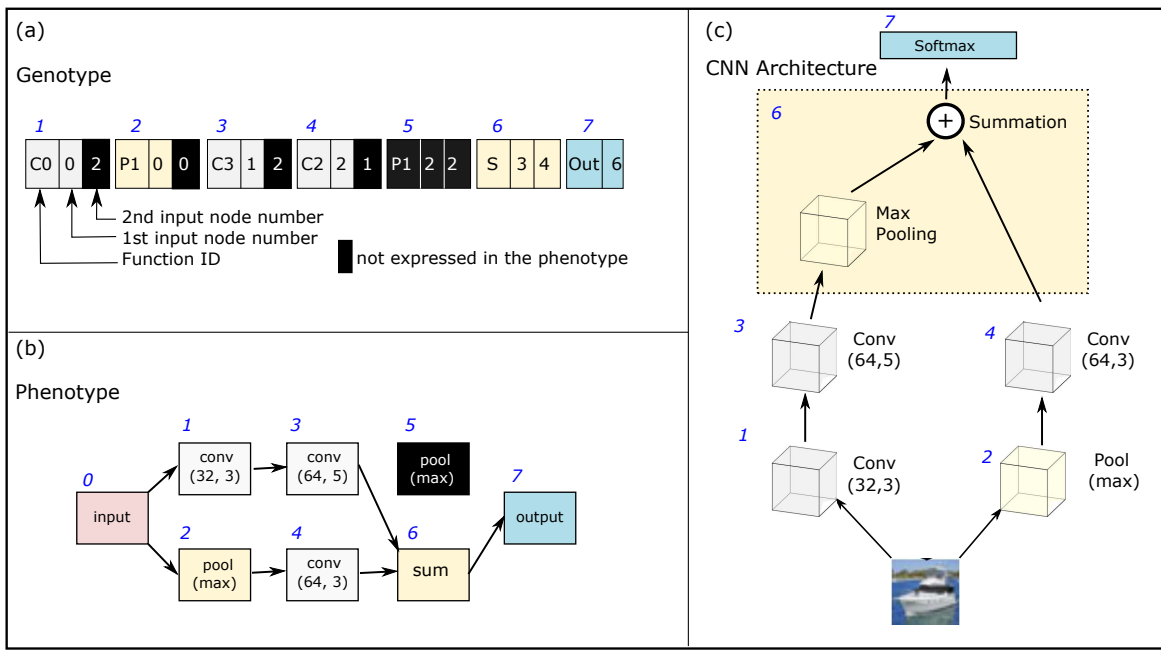 (a)
Genotype
1 2 3 4 5 6 7
C0 0 2 P1 0 0 C3 1 2 C2 2 1 P1 2 2 S 3 4 Out 6
2nd input node number
1st input node number
Function ID
not expressed in the phenotype
(b)
Phenotype
0
input
1
conv
(32, 3)
3
conv
(64, 5)
5
pool
(max)
2
pool
(max)
4
conv
(64, 3)
6
sum
7
output
(c)
CNN Architecture
7
Softmax
6
+
Summation
Max
Pooling
3
Conv
(64,5)
4
Conv
(64,3)
1
Conv
(32,3)
2
Pool
(max)